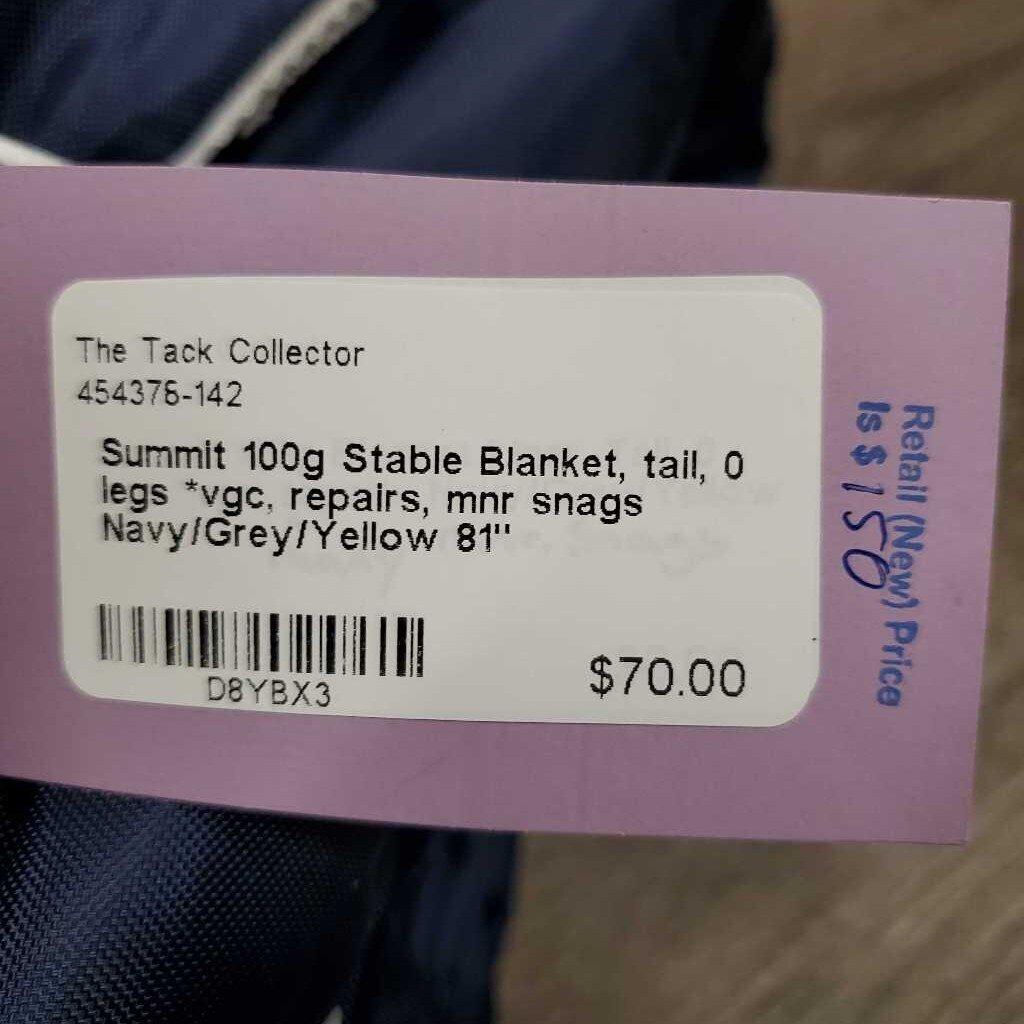 The Tack Collector
454376-142
Summit 100g Stable Blanket, tail, 0
legs *vgc, repairs, mnr snags
Navy/Grey/Yellow 81"
D8YBX3
$70.00
Retail (New) Price
Is $ 150